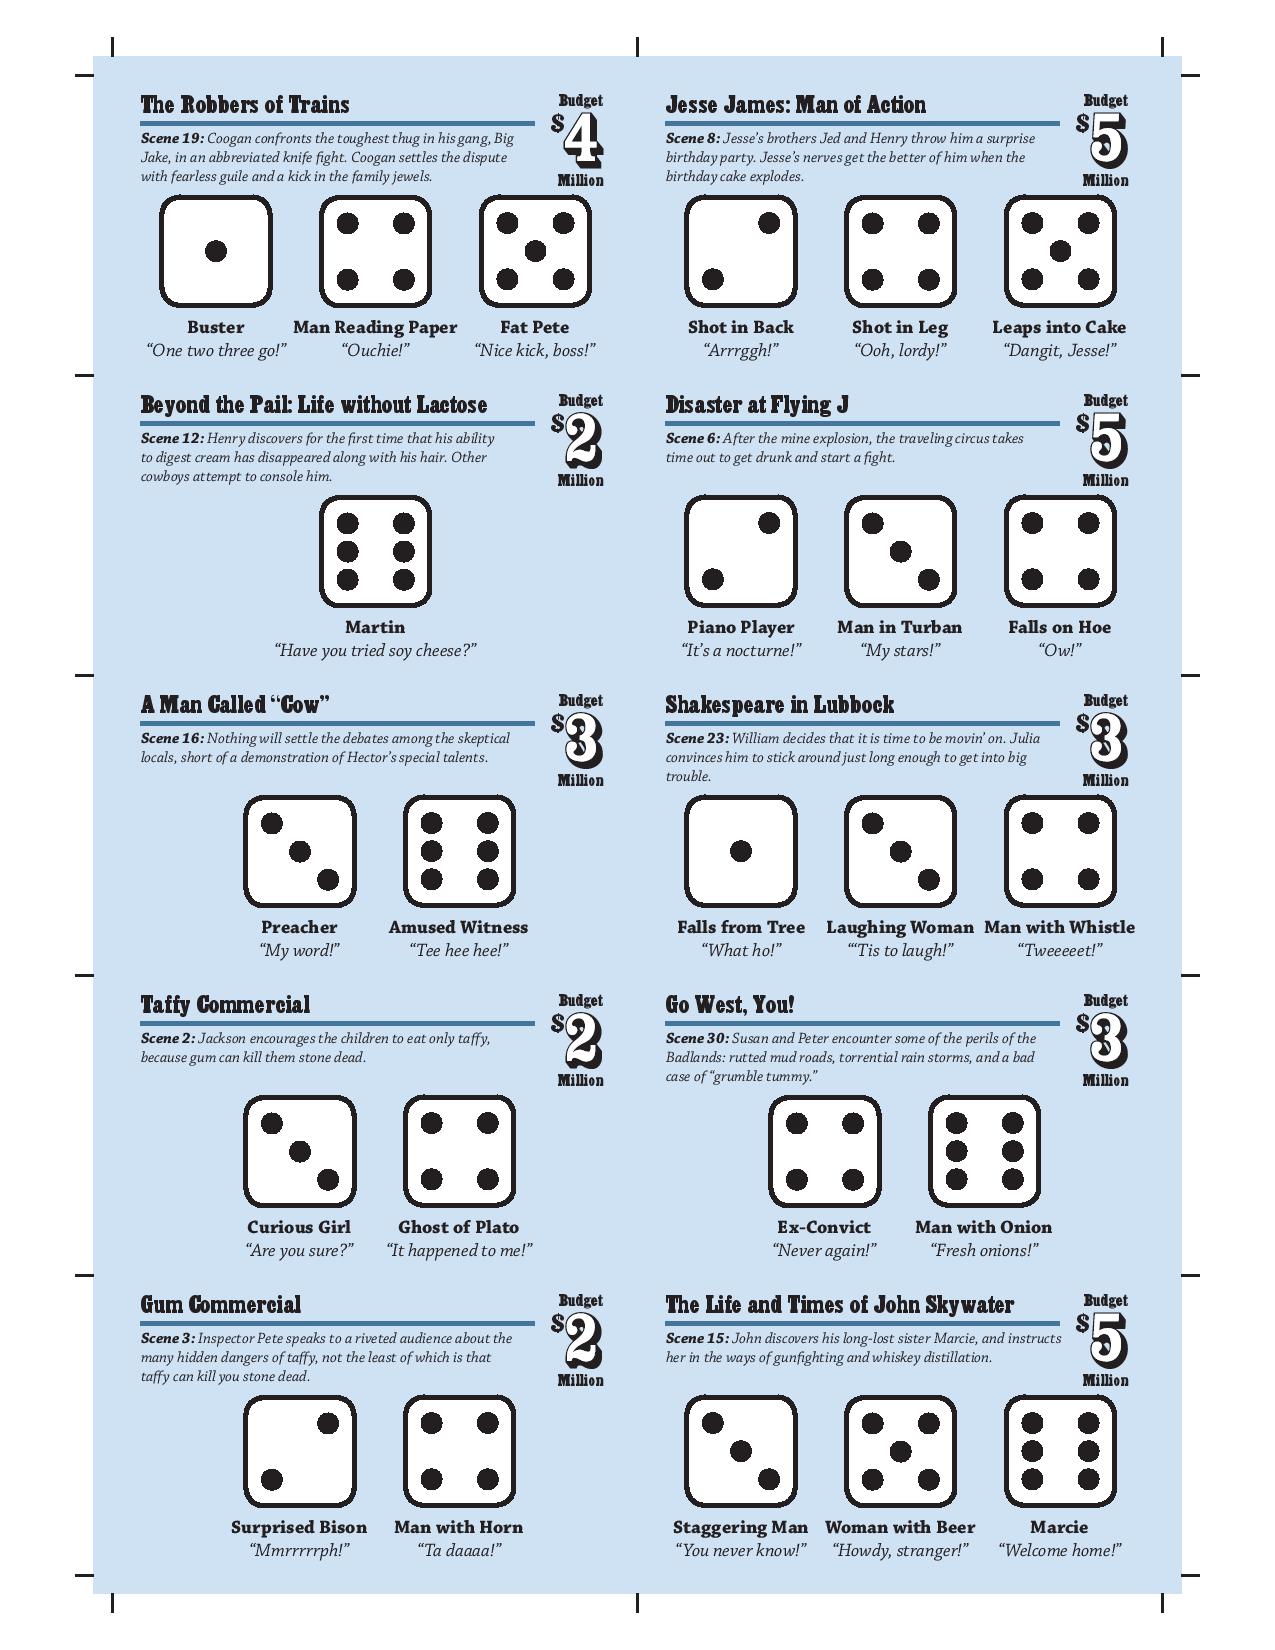 The Robbers of Trains
Budget
$4
Million
Scene 19: Coogan confronts the toughest thug in his gang, Big
Jake, in an abbreviated knife fight. Coogan settles the dispute
with fearless guile and a kick in the family jewels.
Buster
“One two three go!”
Man Reading Paper
“Ouchie!”
Fat Pete
“Nice kick, boss!”
Jesse James: Man of Action
Budget
$5
Million
Scene 8: Jesse’s brothers Jed and Henry throw him a surprise
birthday party. Jesse’s nerves get the better of him when the
birthday cake explodes.
Shot in Back
“Arrrggh!”
Shot in Leg
“Ooh, lordy!”
Leaps into Cake
“Dangit, Jesse!”
Beyond the Pail: Life without Lactose
Budget
$2
Million
Scene 12: Henry discovers for the first time that his ability
to digest cream has disappeared along with his hair. Other
cowboys attempt to console him.
Martin
“Have you tried soy cheese?”
Disaster at Flying J
Budget
$5
Million
Scene 6: After the mine explosion, the traveling circus takes
time out to get drunk and start a fight.
Piano Player
“It’s a nocturne!”
Man in Turban
“My stars!”
Falls on Hoe
“Ow!”
A Man Called “Cow”
Budget
$3
Million
Scene 16: Nothing will settle the debates among the skeptical
locals, short of a demonstration of Hector’s special talents.
Preacher
“My word!”
Amused Witness
“Tee hee hee!”
Shakespeare in Lubbock
Budget
$3
Million
Scene 23: William decides that it is time to be movin’ on. Julia
convinces him to stick around just long enough to get into big
trouble.
Falls from Tree
“What ho!”
Laughing Woman
“‘Tis to laugh!”
Man with Whistle
“Tweeeeet!”
Taffy Commercial
Budget
$2
Million
Scene 2: Jackson encourages the children to eat only taffy,
because gum can kill them stone dead.
Curious Girl
“Are you sure?”
Ghost of Plato
“It happened to me!”
Go West, You!
Budget
$3
Million
Scene 30: Susan and Peter encounter some of the perils of the
Badlands: rutted mud roads, torrential rain storms, and a bad
case of “grumble tummy.”
Ex-Convict
“Never again!”
Man with Onion
“Fresh onions!”
Gum Commercial
Budget
$2
Million
Scene 3: Inspector Pete speaks to a riveted audience about the
many hidden dangers of taffy, not the least of which is that
taffy can kill you stone dead.
Surprised Bison
“Mmrrrrrph!”
Man with Horn
“Ta daaaa!”
The Life and Times of John Skywater
Budget
$5
Million
Scene 15: John discovers his long-lost sister Marcie, and instructs
her in the ways of gunfighting and whiskey distillation.
Staggering Man
“You never know!”
Woman with Beer
“Howdy, stranger!”
Marcie
“Welcome home!”